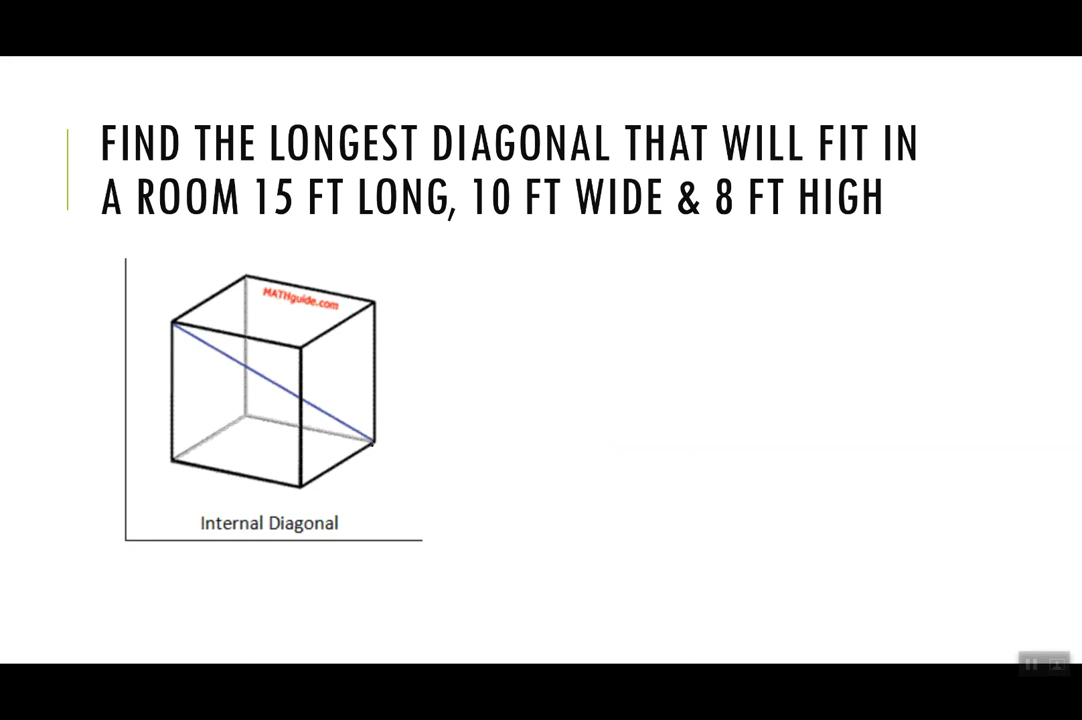 FIND THE LONGEST DIAGONAL THAT WILL FIT IN
A ROOM 15 FT LONG, 10 FT WIDE & 8 FT HIGH
MATHguide.com
Internal Diagonal